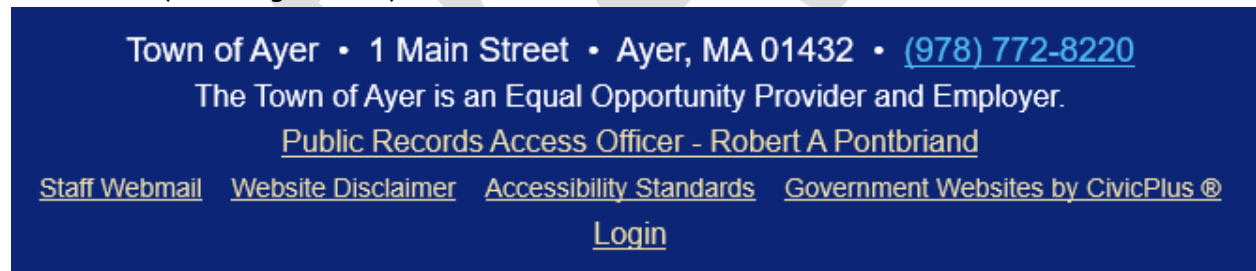 Town of Ayer • 1 Main Street • Ayer, MA 01432 • (978) 772-8220
The Town of Ayer is an Equal Opportunity Provider and Employer.
Public Records Access Officer - Robert A Pontbriand
Staff Webmail Website Disclaimer Accessibility Standards Government Websites by CivicPlus ®
Login